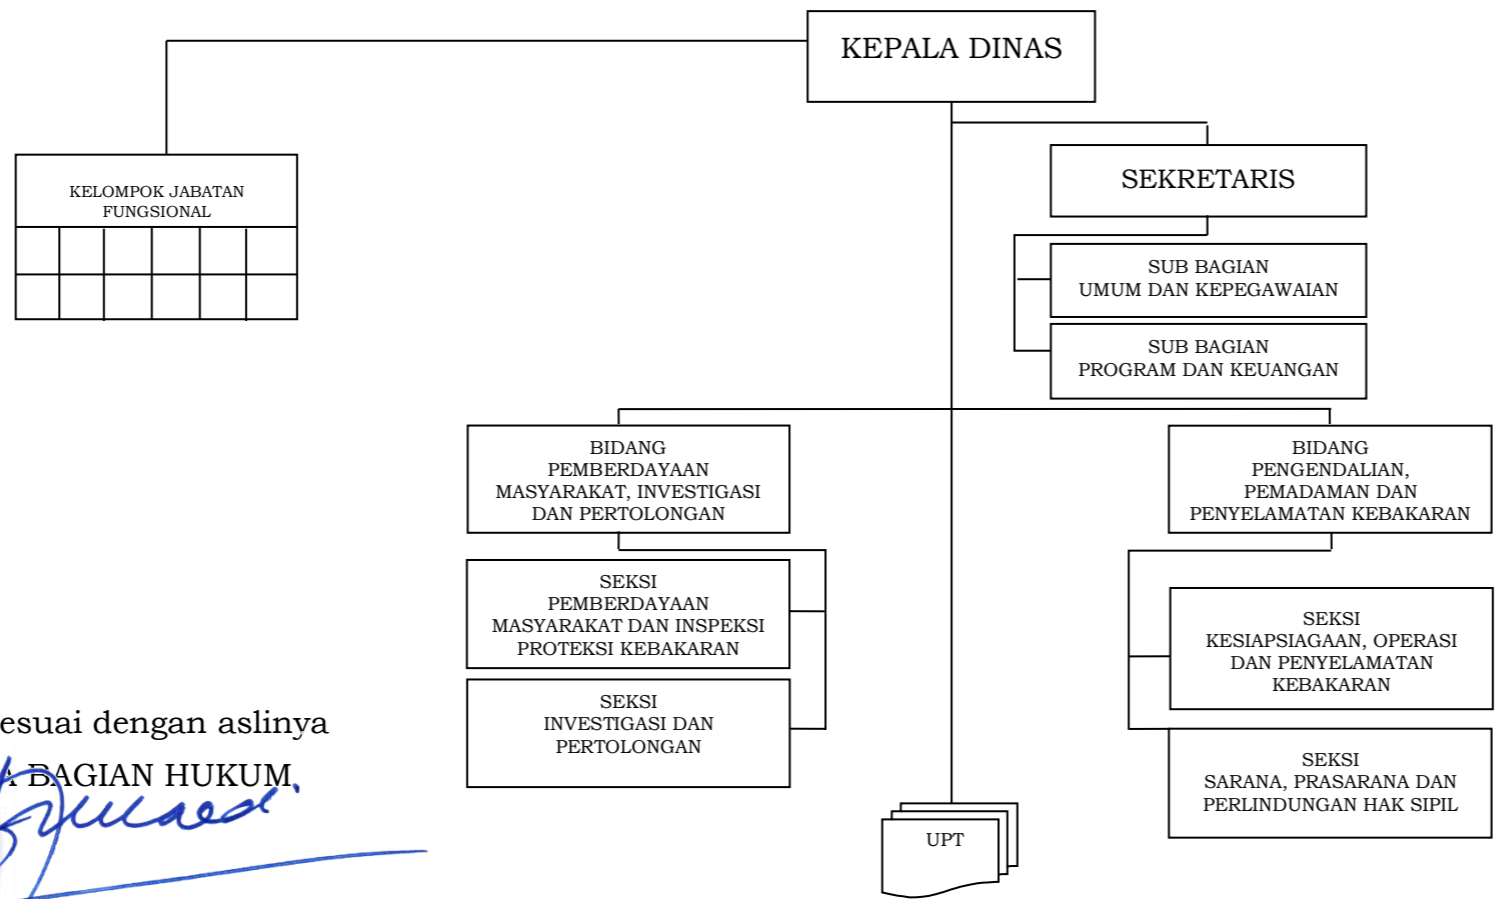 KEPALA DINAS
KELOMPOK JABATAN
FUNGSIONAL
SEKRETARIS
SUB BAGIAN
UMUM DAN KEPEGAWAIAN
SUB BAGIAN
PROGRAM DAN KEUANGAN
BIDANG
PEMBERDAYAAN
MASYARAKAT, INVESTIGASI
DAN PERTOLONGAN
BIDANG
PENGENDALIAN,
PEMADAMAN DAN
PENYELAMATAN KEBAKARAN
SEKSI
PEMBERDAYAAN
MASYARAKAT DAN INSPEKSI
PROTEKSI KEBAKARAN
SEKSI
INVESTIGASI DAN
PERTOLONGAN
SEKSI
KESIAPSIAGAAN, OPERASI
DAN PENYELAMATAN
KEBAKARAN
SEKSI
SARANA, PRASARANA DAN
PERLINDUNGAN HAK SIPIL
UPT
esuai dengan aslinya
A BAGIAN HUKUM,